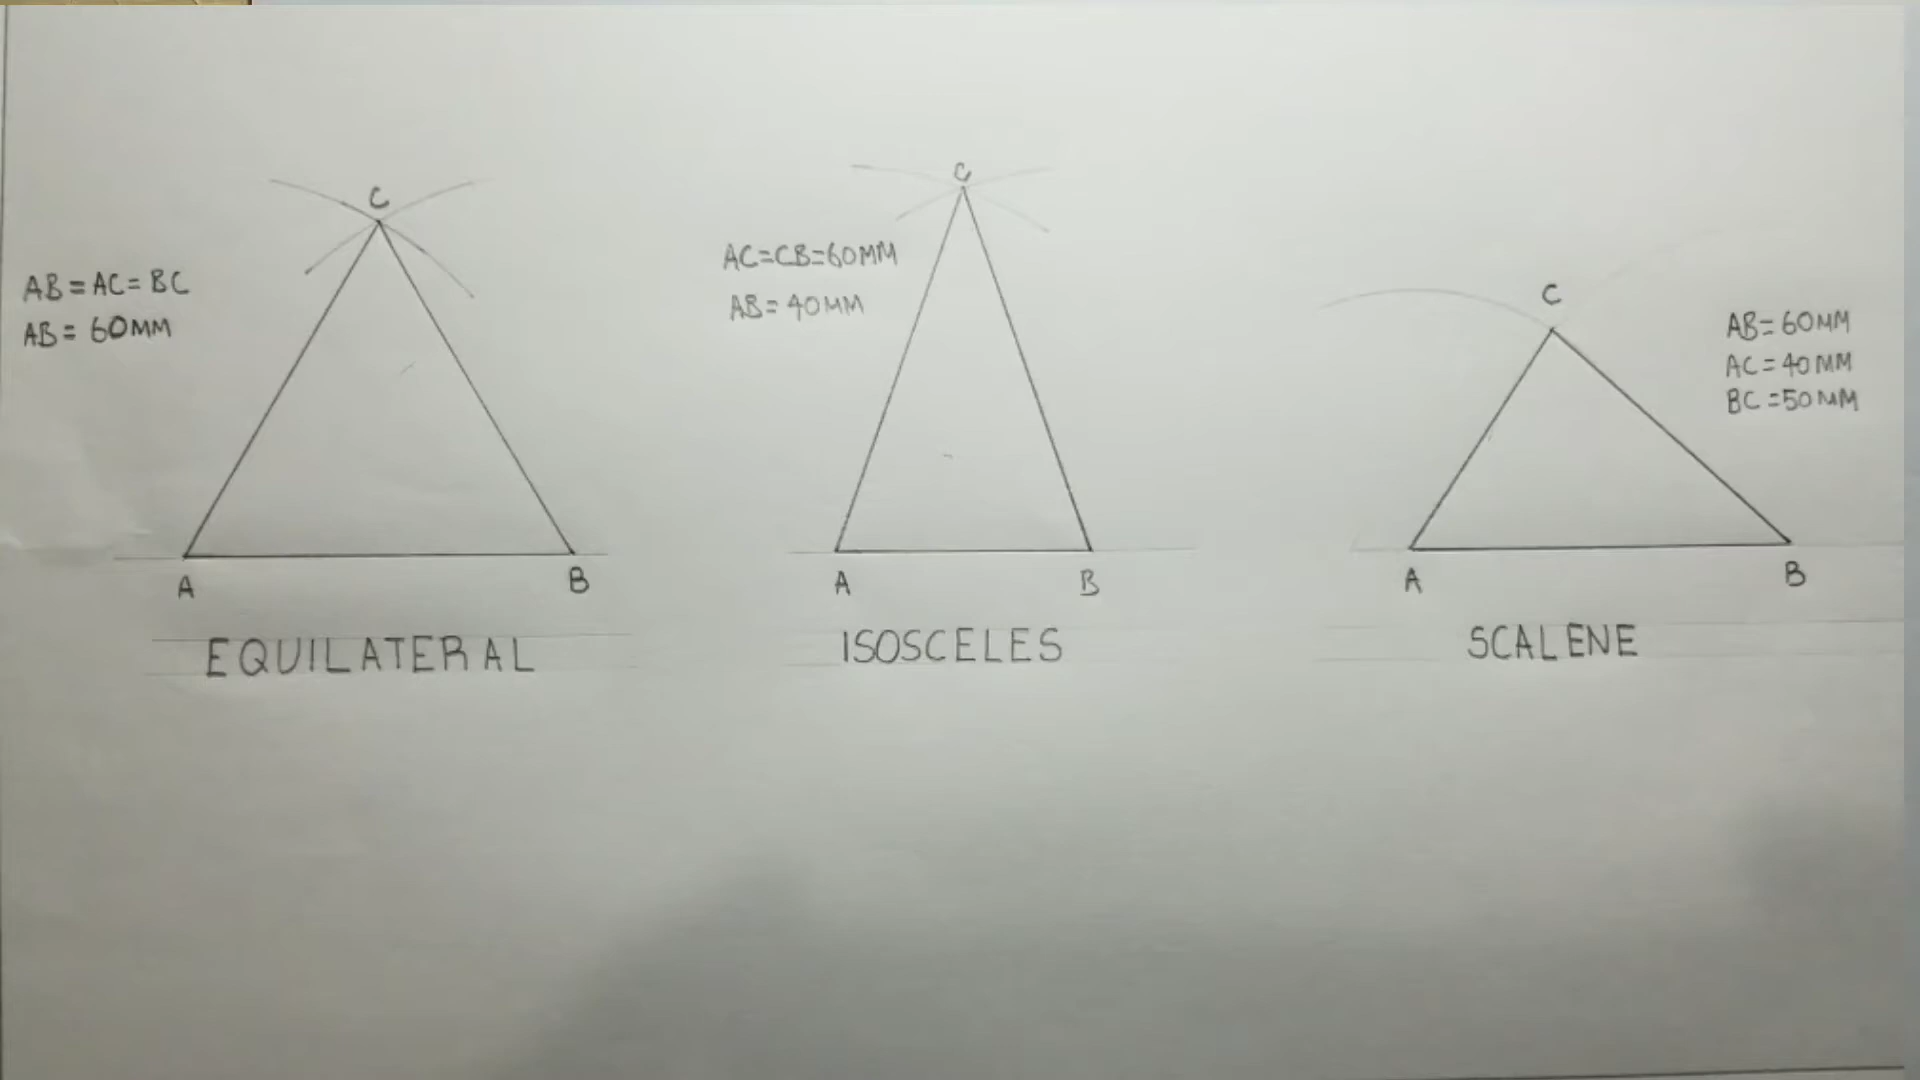 C
AB = AC = BC
AB = 60MM
A
B
EQUILATERAL
C
AC=CB=60MM
AB= 40MM
A
B
ISOSCELES
C
AB=60MM
AC=40MM
BC=50MM
A
B
SCALENE